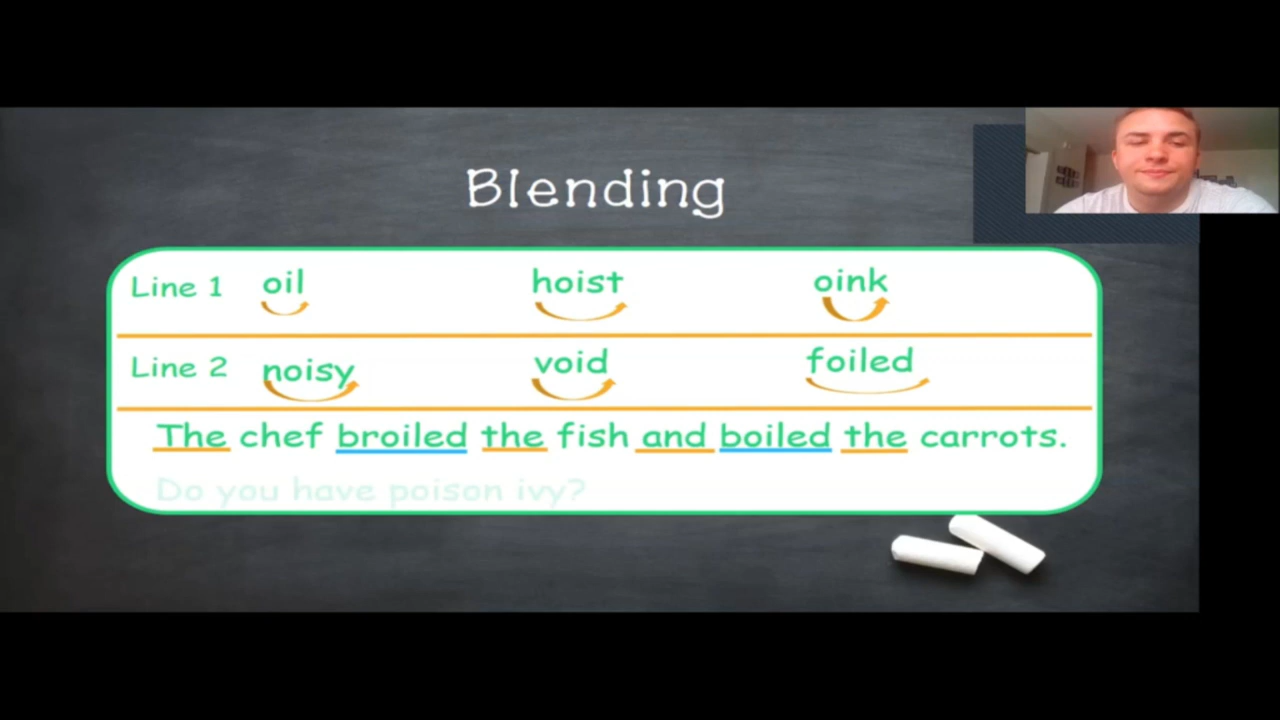 Blending
Line 1 oil hoist oink
Line 2 noisy void foiled
The chef broiled the fish and boiled the carrots.
Do you have poison ivy?